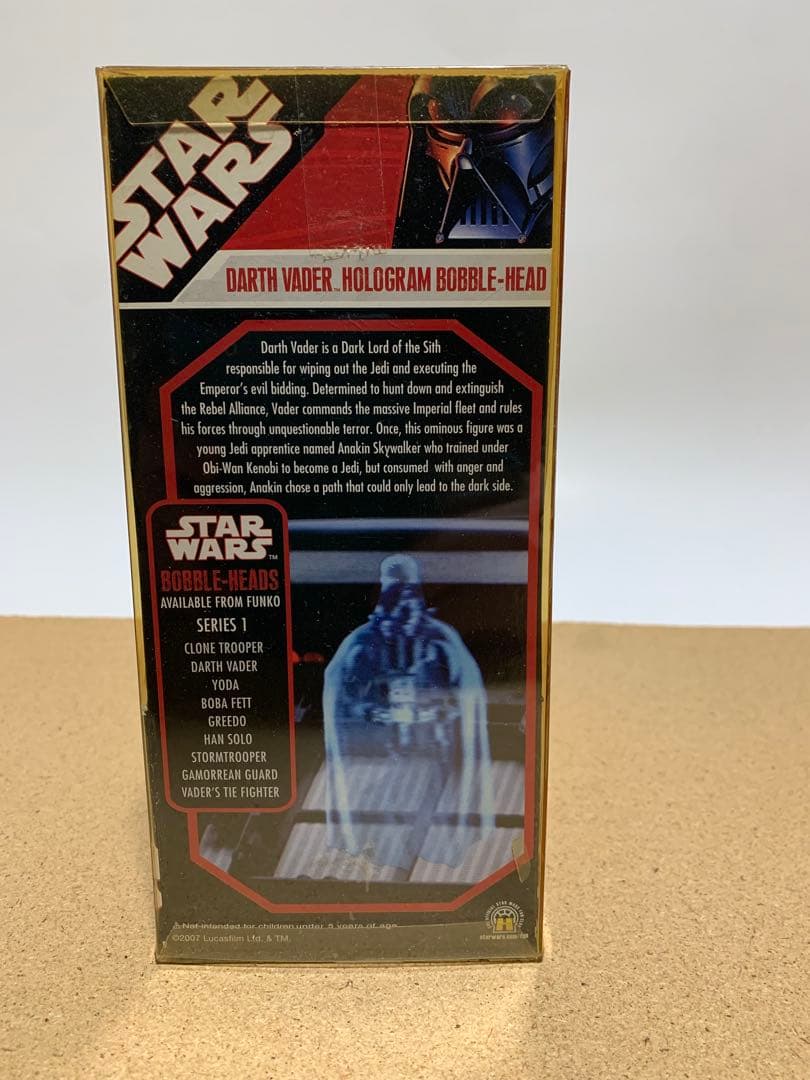 STAR
WARS™
DARTH VADER™ HOLOGRAM BOBBLE-HEAD
Darth Vader is a Dark Lord of the Sith
responsible for wiping out the Jedi and executing the
Emperor's evil bidding. Determined to hunt down and extinguish
the Rebel Alliance, Vader commands the massive Imperial fleet and rules
his forces through unquestionable terror. Once, this ominous figure was a
young Jedi apprentice named Anakin Skywalker who trained under
Obi-Wan Kenobi to become a Jedi, but consumed with anger and
aggression, Anakin chose a path that could only lead to the dark side.
STAR
WARS™
BOBBLE-HEADS
AVAILABLE FROM FUNKO
SERIES 1
CLONE TROOPER
DARTH VADER
YODA
BOBA FETT
GREEDO
HAN SOLO
STORMTROOPER
GAMORREAN GUARD
VADER'S TIE FIGHTER
⚠ Not intended for children under 5 years of age
©2007 Lucasfilm Ltd. & TM.